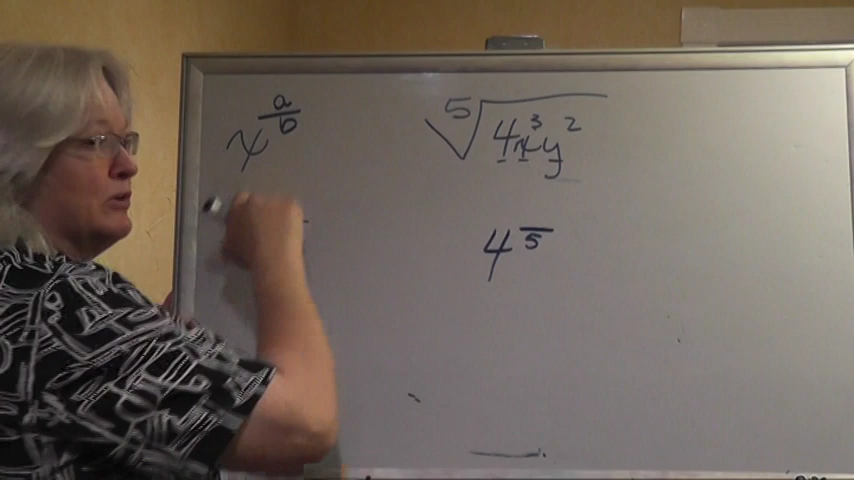 x^(a/b)
⁵√(4x³y²)
4^( /5)